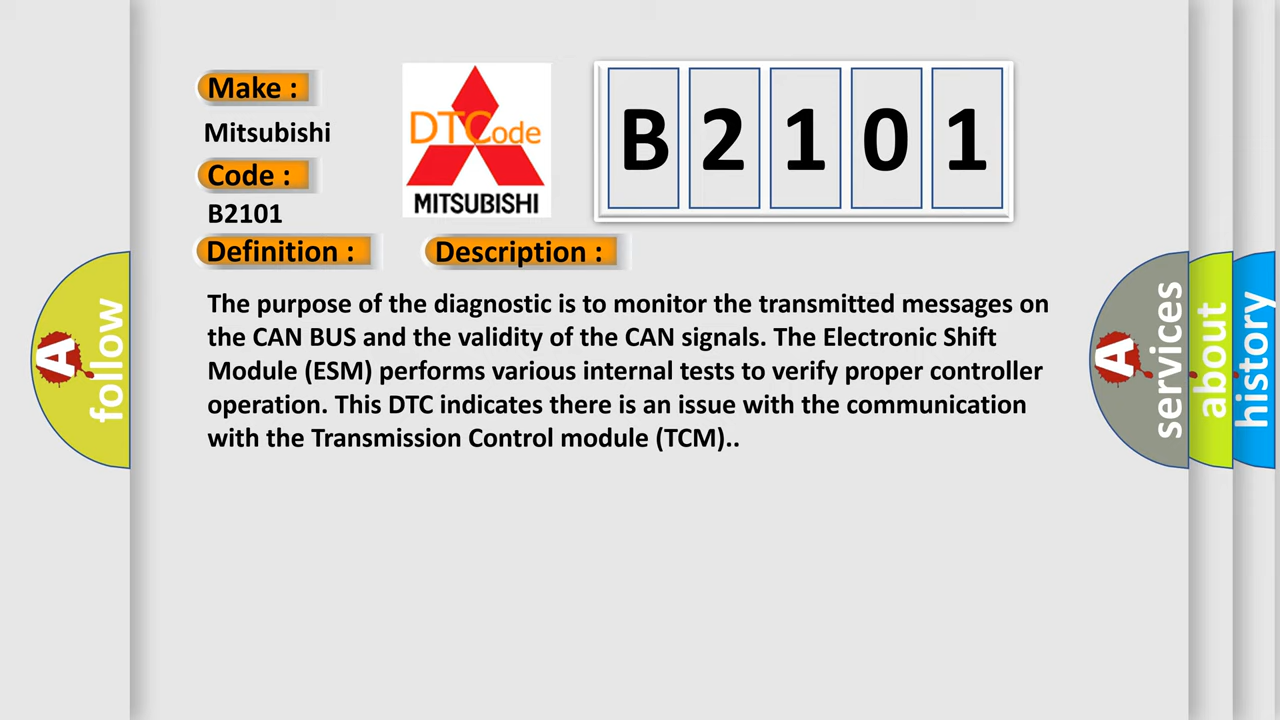 Make :
Mitsubishi
Code :
B2101
Definition :
Description :
DTCode
MITSUBISHI
B 2 1 0 1
The purpose of the diagnostic is to monitor the transmitted messages on
the CAN BUS and the validity of the CAN signals. The Electronic Shift
Module (ESM) performs various internal tests to verify proper controller
operation. This DTC indicates there is an issue with the communication
with the Transmission Control module (TCM)..
A
follow
A
services
about
history